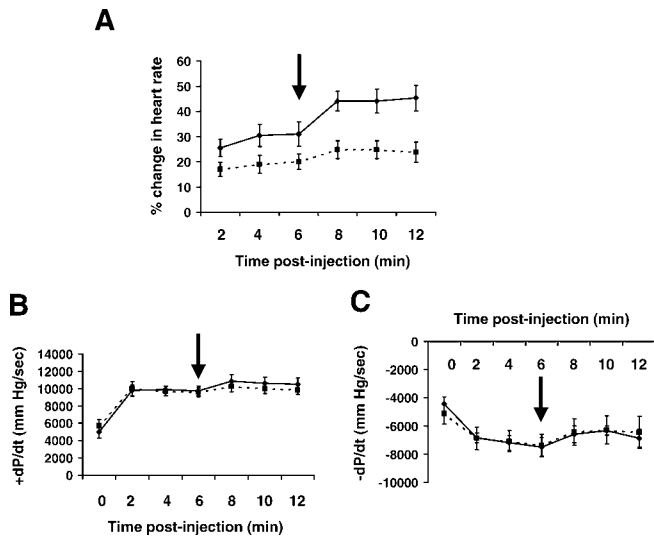 A
% change in heart rate
60
50
40
30
20
10
0
2 4 6 8 10 12
Time post-injection (min)
B
+dP/dt (mm Hg/sec)
14000
12000
10000
8000
6000
4000
2000
0
0 2 4 6 8 10 12
Time post-injection (min)
C
Time post-injection (min)
-dP/dt (mm Hg/sec)
0
0 2 4 6 8 10 12
-2000
-4000
-6000
-8000
-10000